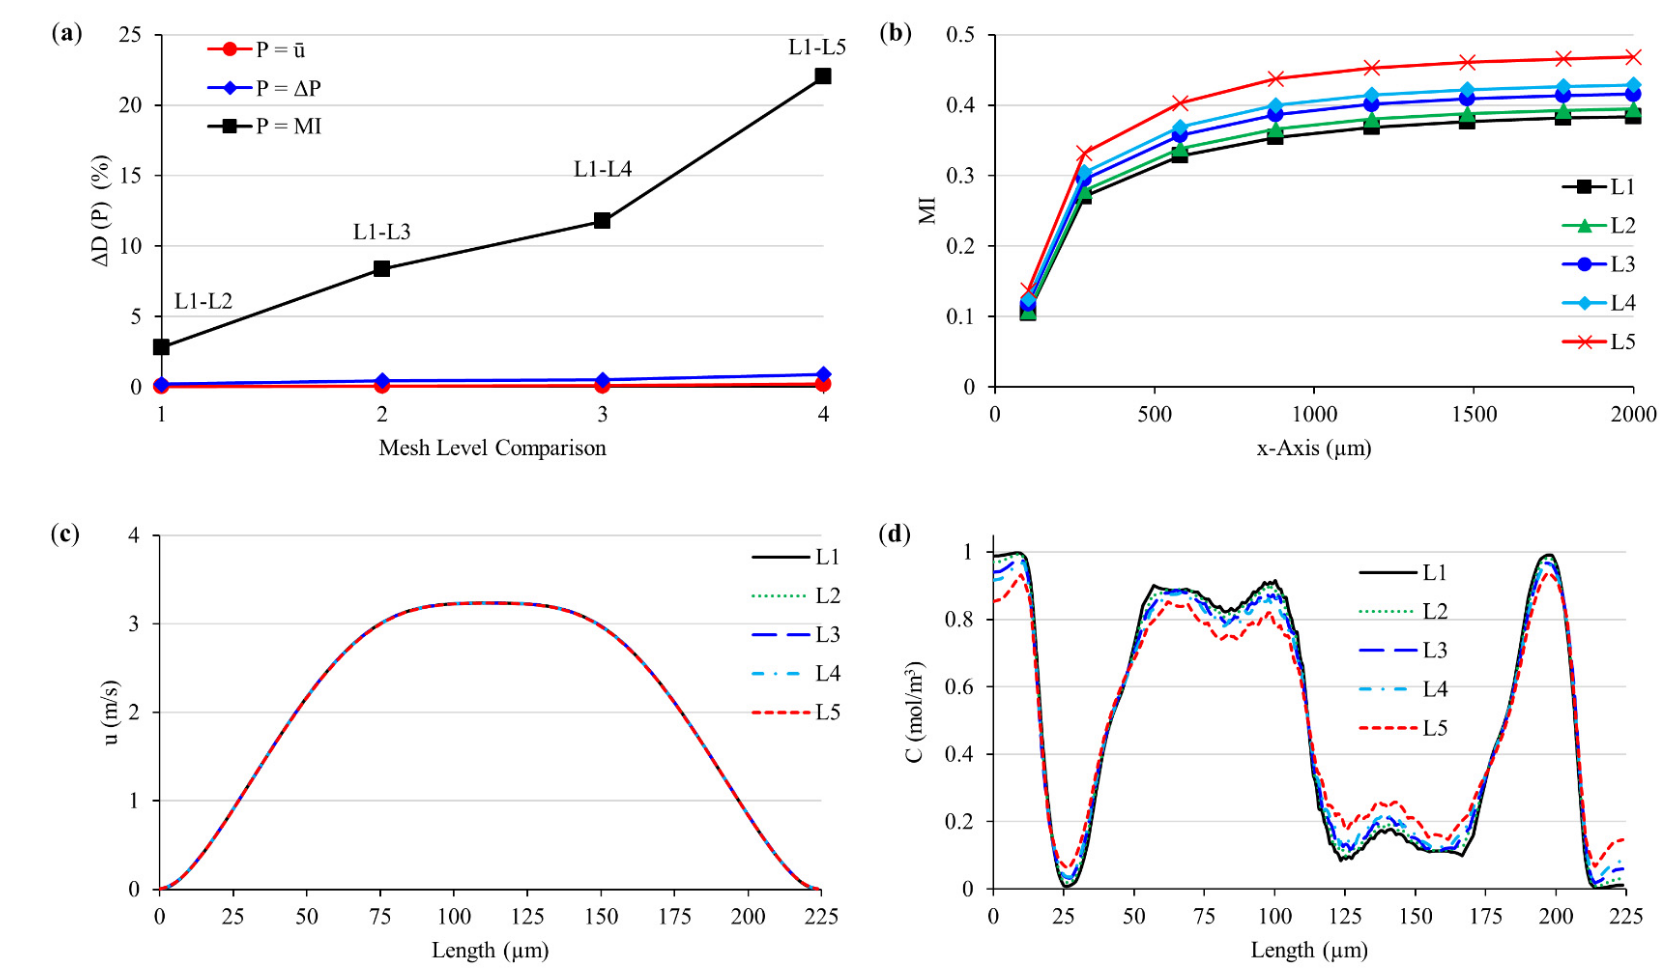 (a)
25
20
15
10
5
0
ΔD (P) (%)
P = ū
P = ΔP
P = MI
L1-L2
L1-L3
L1-L4
L1-L5
1 2 3 4
Mesh Level Comparison
(b)
0.5
0.4
0.3
0.2
0.1
0
MI
L1
L2
L3
L4
L5
0 500 1000 1500 2000
x-Axis (µm)
(c)
4
3
2
1
0
u (m/s)
L1
L2
L3
L4
L5
0 25 50 75 100 125 150 175 200 225
Length (µm)
(d)
1
0.8
0.6
0.4
0.2
0
C (mol/m³)
L1
L2
L3
L4
L5
0 25 50 75 100 125 150 175 200 225
Length (µm)